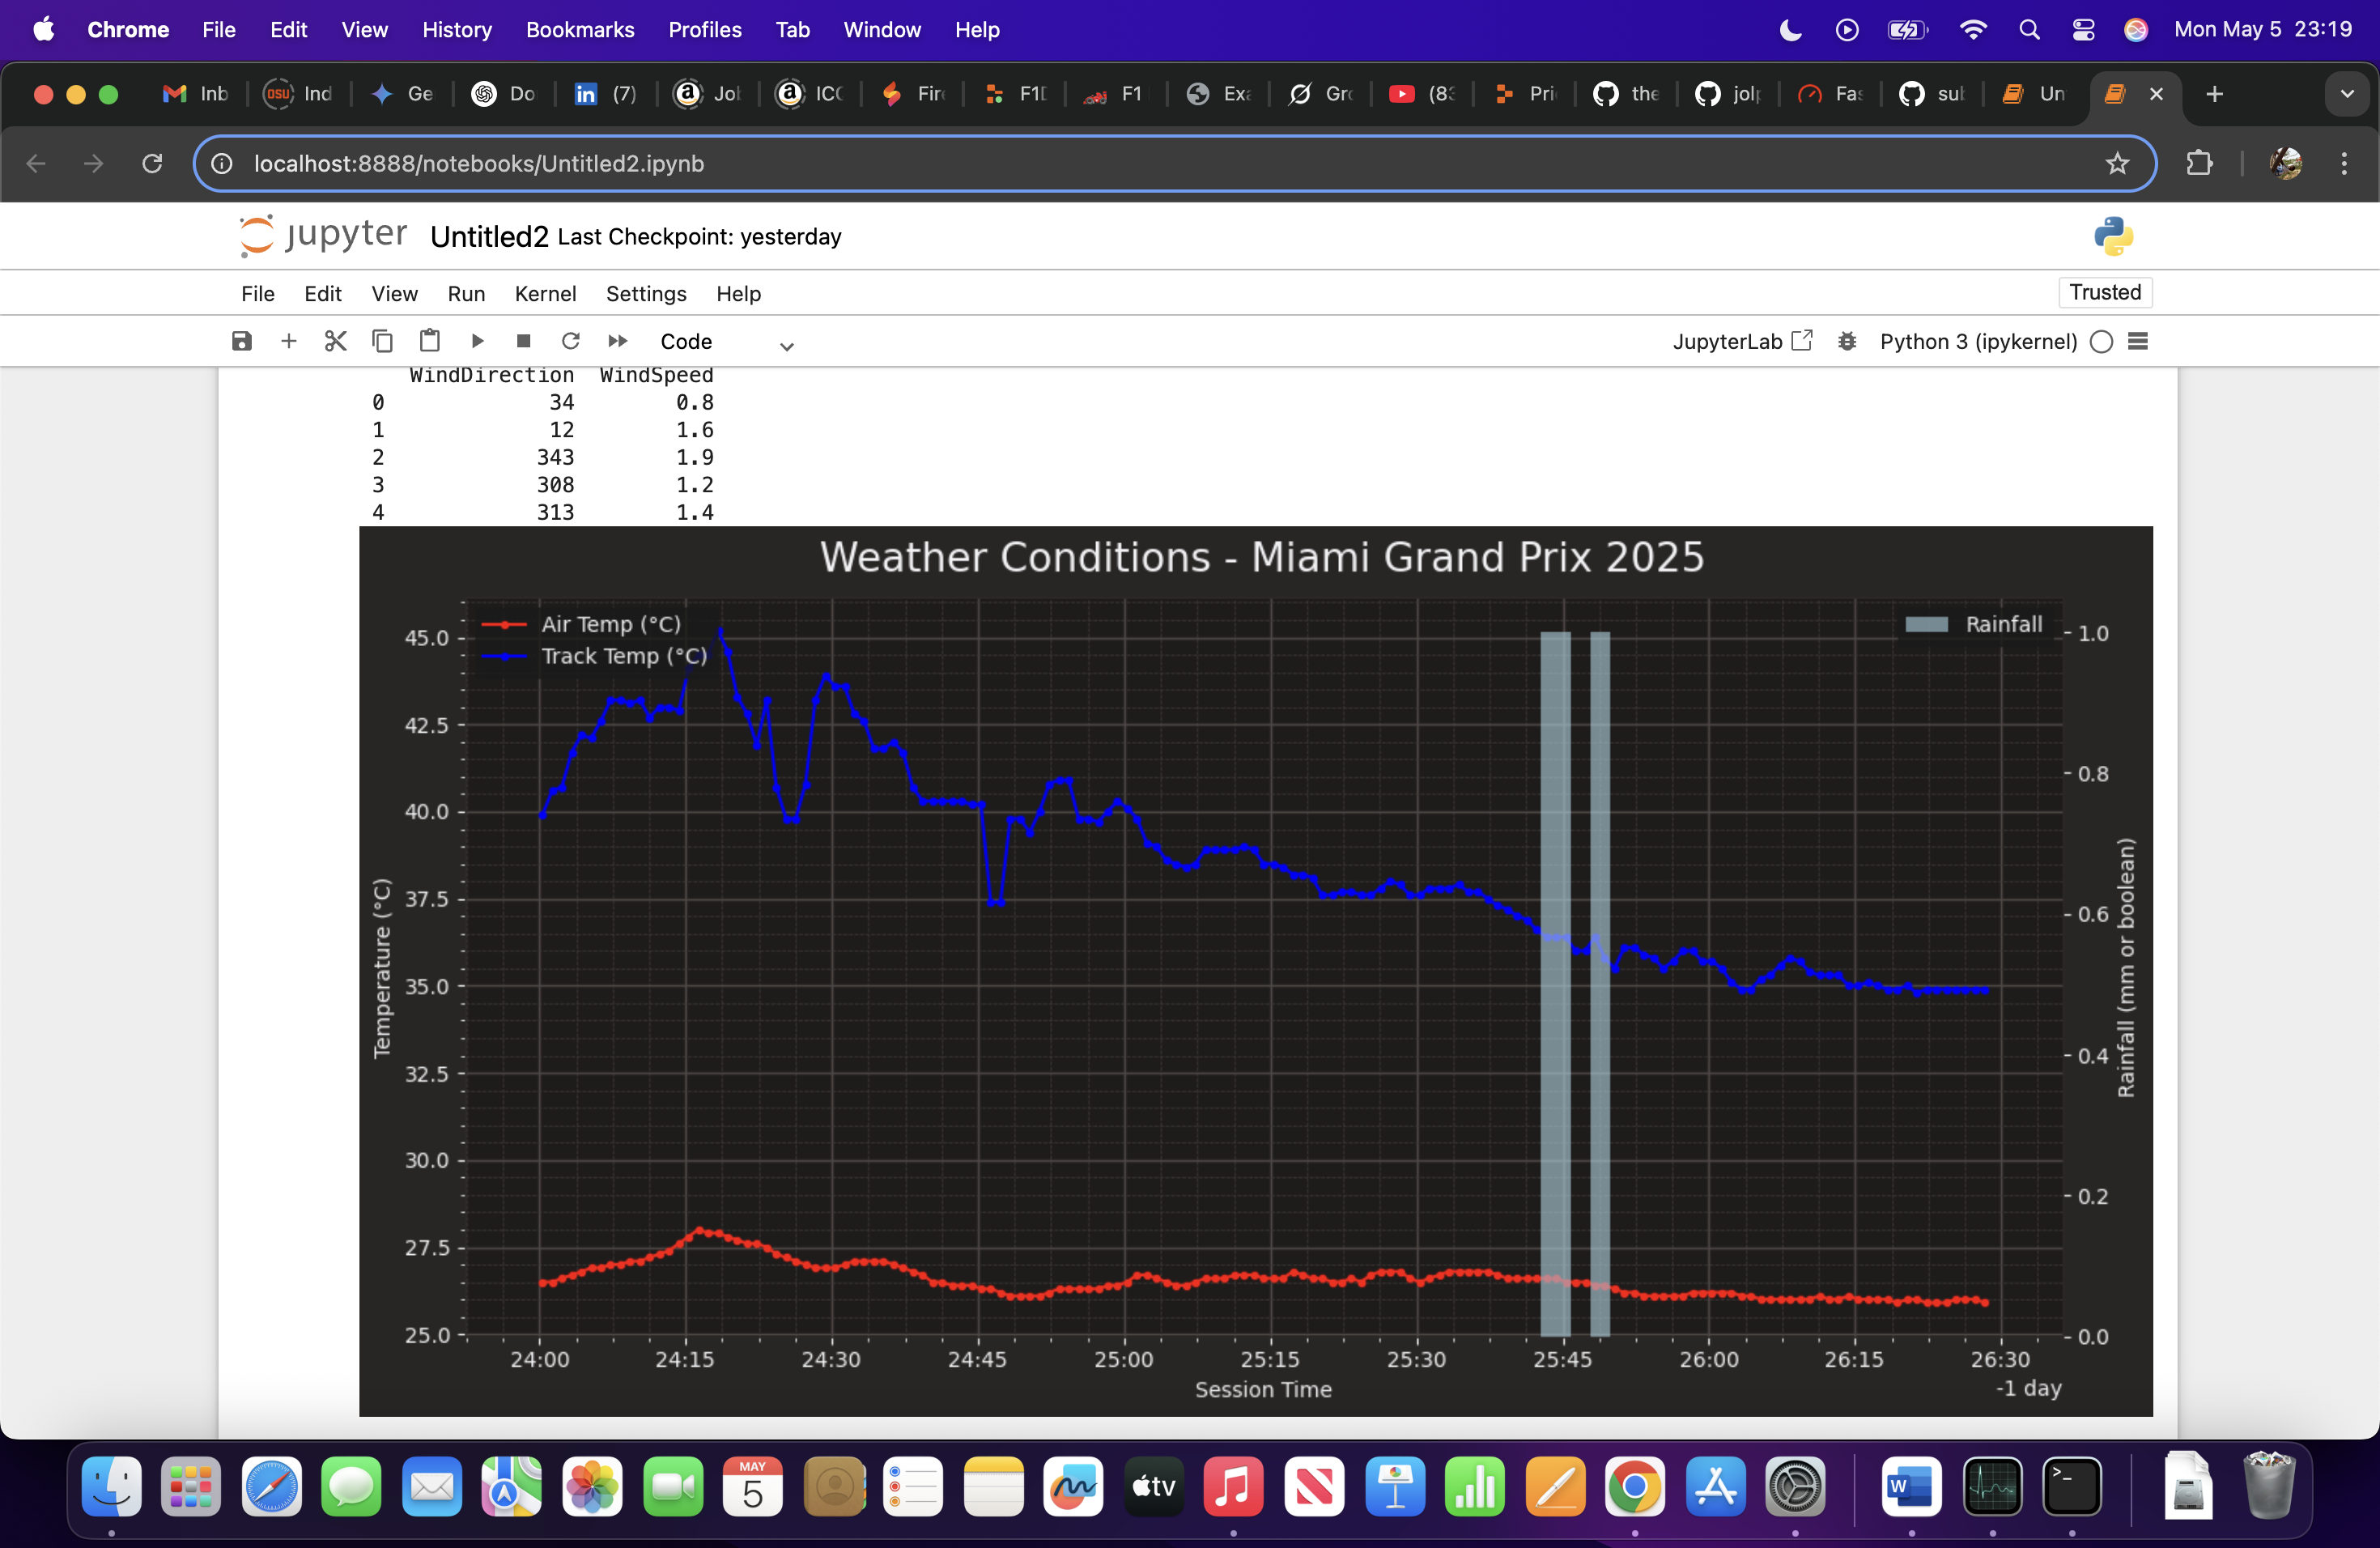 Chrome File Edit View History Bookmarks Profiles Tab Window Help Mon May 5 23:19
Inb Ind Ge Do (7) Jol ICC Fire F1D F1 Exa Gro (83 Pri the jolp Fas sub Un
localhost:8888/notebooks/Untitled2.ipynb
jupyter Untitled2 Last Checkpoint: yesterday
File Edit View Run Kernel Settings Help Trusted
Code JupyterLab Python 3 (ipykernel)
WindDirection WindSpeed
0 34 0.8
1 12 1.6
2 343 1.9
3 308 1.2
4 313 1.4
Weather Conditions - Miami Grand Prix 2025
Air Temp (°C)
Track Temp (°C)
Rainfall
Temperature (°C)
45.0
42.5
40.0
37.5
35.0
32.5
30.0
27.5
25.0
1.0
0.8
0.6
0.4
0.2
0.0
Rainfall (mm or boolean)
24:00 24:15 24:30 24:45 25:00 25:15 25:30 25:45 26:00 26:15 26:30
Session Time
-1 day
MAY
5
tv
W
>_